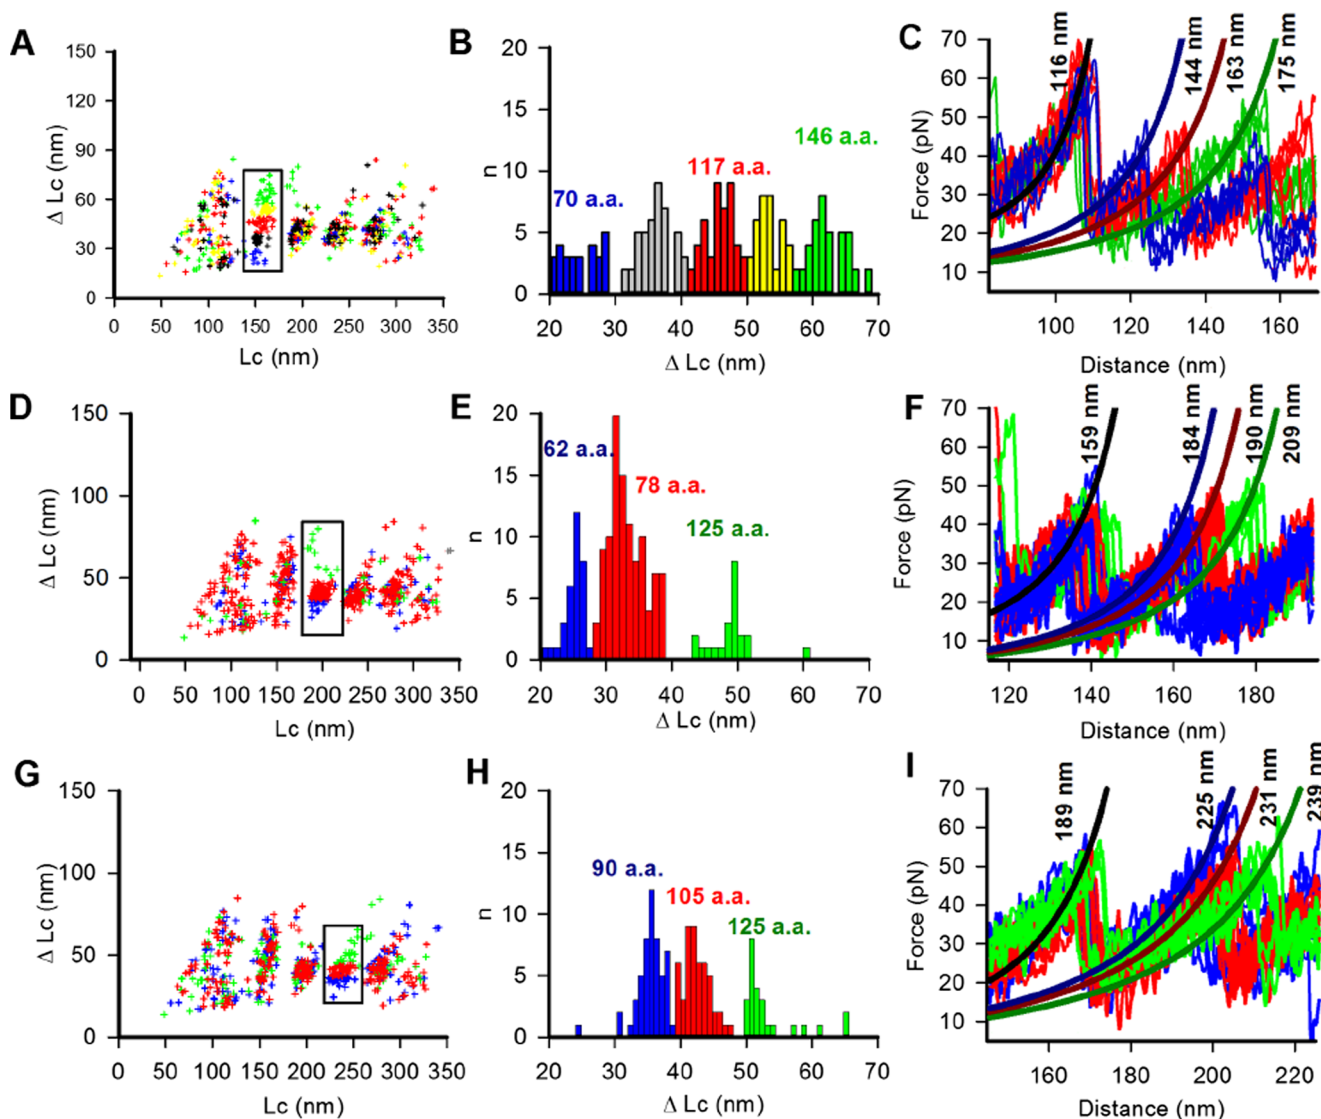 A
Δ Lc (nm)
150
120
90
60
30
0
0 50 100 150 200 250 300 350
Lc (nm)
B
n
20
15
10
5
0
70 a.a.
117 a.a.
146 a.a.
20 30 40 50 60 70
Δ Lc (nm)
C
Force (pN)
70
60
50
40
30
20
10
116 nm
144 nm
163 nm
175 nm
100 120 140 160
Distance (nm)
D
Δ Lc (nm)
150
100
50
0
0 50 100 150 200 250 300 350
Lc (nm)
E
n
20
15
10
5
0
62 a.a.
78 a.a.
125 a.a.
20 30 40 50 60 70
Δ Lc (nm)
F
Force (pN)
70
60
50
40
30
20
10
159 nm
184 nm
190 nm
209 nm
120 140 160 180
Distance (nm)
G
Δ Lc (nm)
150
100
50
0
0 50 100 150 200 250 300 350
Lc (nm)
H
n
20
15
10
5
0
90 a.a.
105 a.a.
125 a.a.
20 30 40 50 60 70
Δ Lc (nm)
I
Force (pN)
70
60
50
40
30
20
10
189 nm
225 nm
231 nm
239 nm
160 180 200 220
Distance (nm)